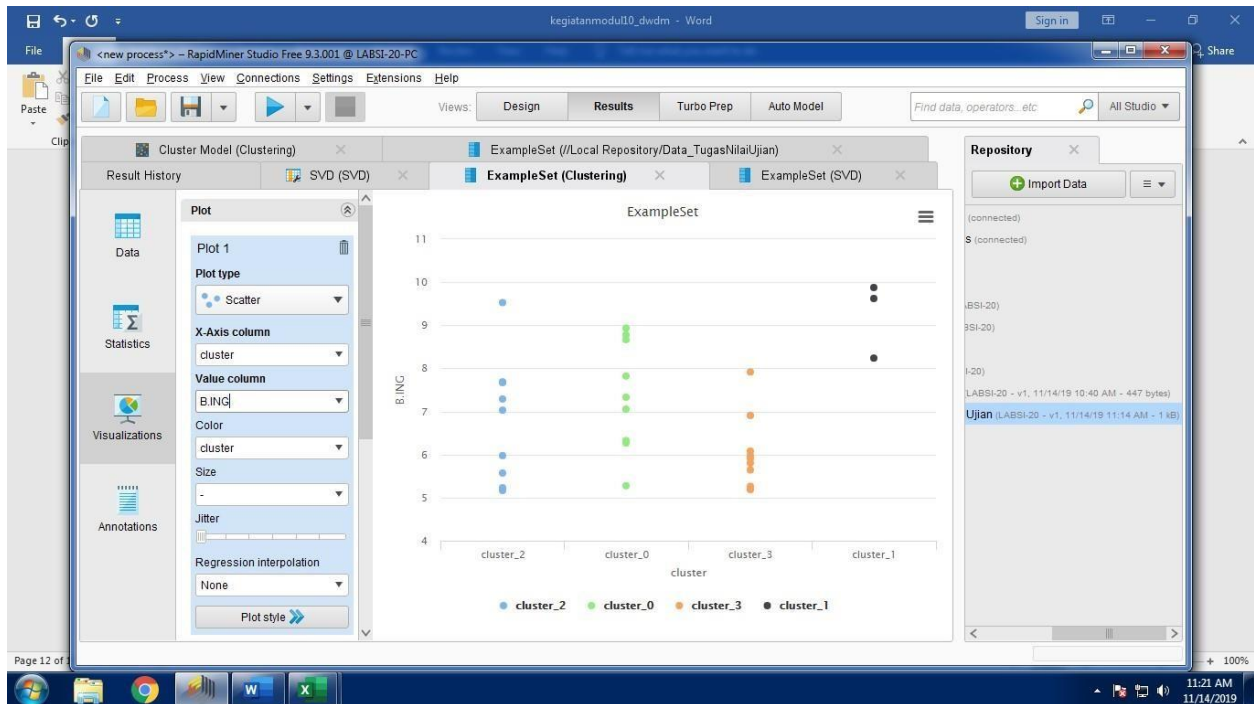 kegiatanmodul10_dwdm - Word
Sign in
File
Share
<new process*> – RapidMiner Studio Free 9.3.001 @ LABSI-20-PC
File Edit Process View Connections Settings Extensions Help
Paste
Clip
Views:
Design
Results
Turbo Prep
Auto Model
Find data, operators...etc
All Studio
Cluster Model (Clustering)
ExampleSet (//Local Repository/Data_TugasNilaiUjian)
Result History
SVD (SVD)
ExampleSet (Clustering)
ExampleSet (SVD)
Data
Statistics
Visualizations
Annotations
Plot
Plot 1
Plot type
Scatter
X-Axis column
cluster
Value column
B.ING
Color
cluster
Size
-
Jitter
Regression interpolation
None
Plot style
ExampleSet
11
10
9
8
7
6
5
4
B.ING
cluster_2 cluster_0 cluster_3 cluster_1
cluster
cluster_2 cluster_0 cluster_3 cluster_1
Repository
Import Data
(connected)
s (connected)
-20)
LABSI-20 - v1, 11/14/19 10:40 AM - 447 bytes)
Ujian (LABSI-20 - v1, 11/14/19 11:14 AM - 1 kB)
Page 12 of
100%
11:21 AM
11/14/2019